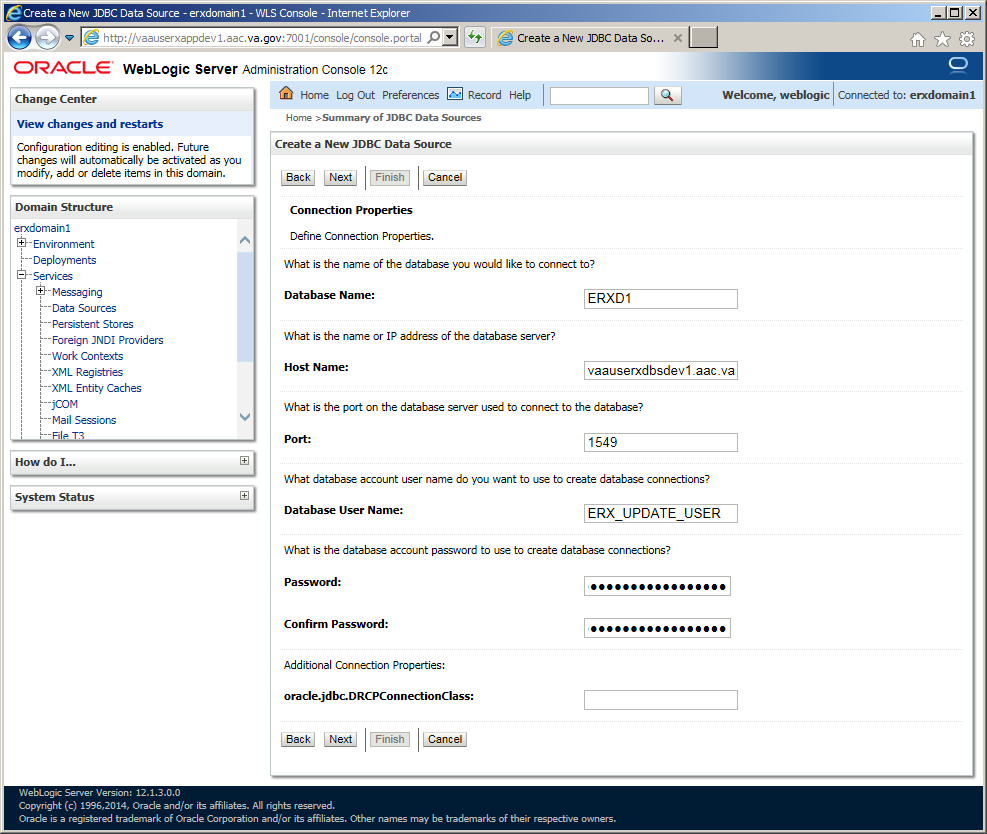 Create a New JDBC Data Source - erxdomain1 - WLS Console - Internet Explorer
http://vaauserxappdev1.aac.va.gov:7001/console/console.portal
Create a New JDBC Data So...
ORACLE WebLogic Server Administration Console 12c
Change Center
View changes and restarts
Configuration editing is enabled. Future
changes will automatically be activated as you
modify, add or delete items in this domain.
Domain Structure
erxdomain1
Environment
Deployments
Services
Messaging
Data Sources
Persistent Stores
Foreign JNDI Providers
Work Contexts
XML Registries
XML Entity Caches
jCOM
Mail Sessions
File T3
How do I...
System Status
Home Log Out Preferences Record Help
Welcome, weblogic Connected to: erxdomain1
Home >Summary of JDBC Data Sources
Create a New JDBC Data Source
Back Next Finish Cancel
Connection Properties
Define Connection Properties.
What is the name of the database you would like to connect to?
Database Name: ERXD1
What is the name or IP address of the database server?
Host Name: vaauserxdbsdev1.aac.va
What is the port on the database server used to connect to the database?
Port: 1549
What database account user name do you want to use to create database connections?
Database User Name: ERX_UPDATE_USER
What is the database account password to use to create database connections?
Password: •••••••••••••••••
Confirm Password: •••••••••••••••••
Additional Connection Properties:
oracle.jdbc.DRCPConnectionClass:
Back Next Finish Cancel
WebLogic Server Version: 12.1.3.0.0
Copyright (c) 1996,2014, Oracle and/or its affiliates. All rights reserved.
Oracle is a registered trademark of Oracle Corporation and/or its affiliates. Other names may be trademarks of their respective owners.